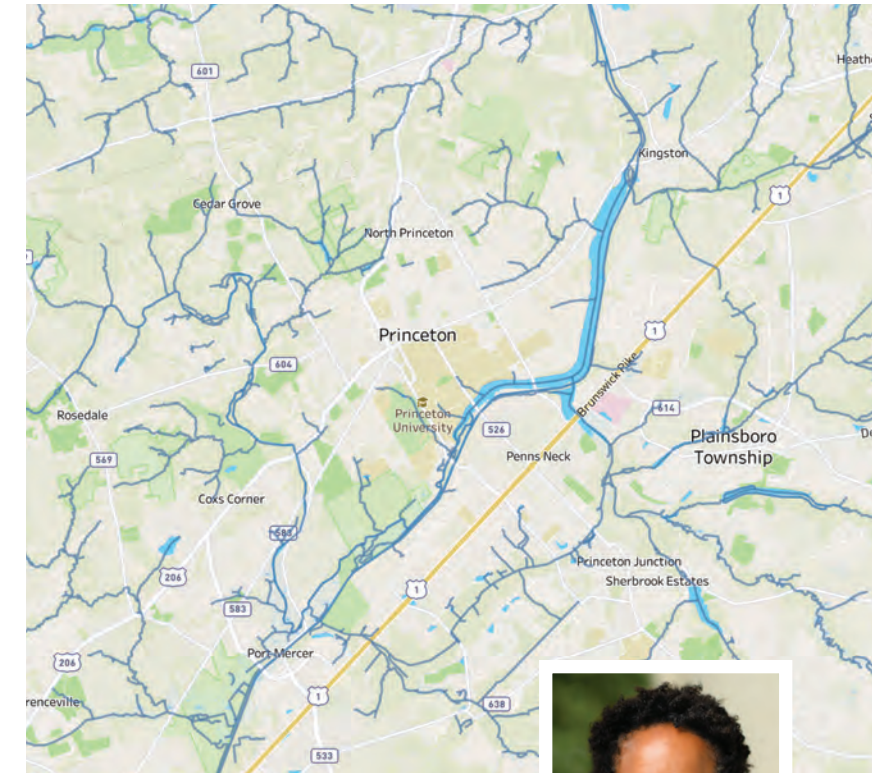 601
Heath
Kingston
1
Cedar Grove
North Princeton
Princeton
1
604
Brunswick Pike
Rosedale
Princeton
University
526
614
Plainsboro
Township
De
569
Penns Neck
Coxs Corner
583
206
Princeton Junction
Sherbrook Estates
583
1
Port Mercer
206
renceville
1
638
533